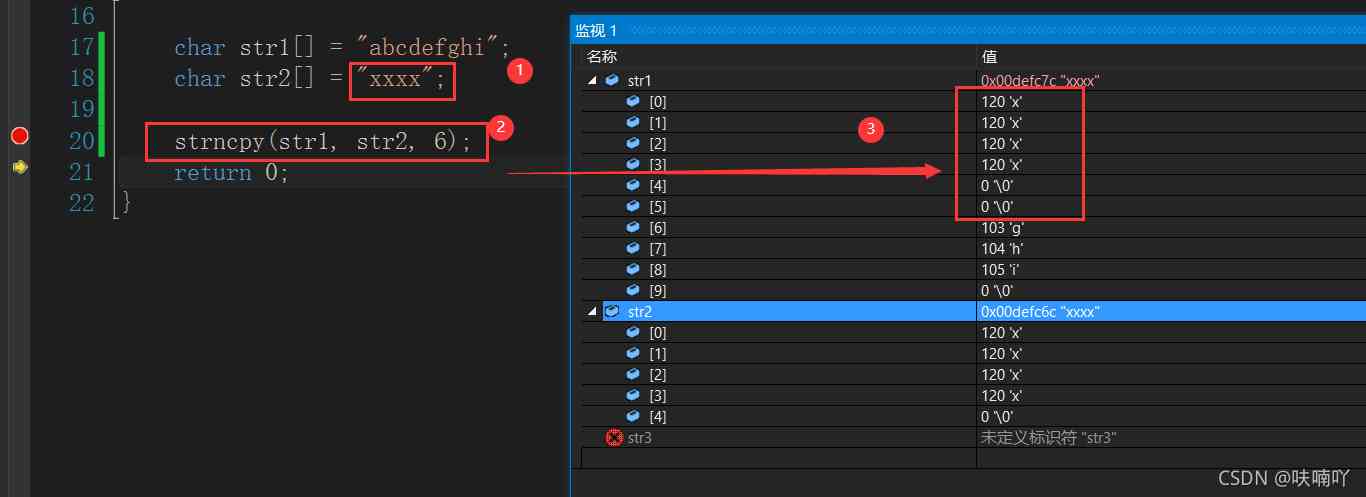 16
17 char str1[] = "abcdefghi";
18 char str2[] = "xxxx"; 1
19
20 strncpy(str1, str2, 6); 2
21 return 0;
22 }
监视 1
名称 值
str1 0x00defc7c "xxxx"
[0] 120 'x'
[1] 120 'x'
3
[2] 120 'x'
[3] 120 'x'
[4] 0 '\0'
[5] 0 '\0'
[6] 103 'g'
[7] 104 'h'
[8] 105 'i'
[9] 0 '\0'
str2 0x00defc6c "xxxx"
[0] 120 'x'
[1] 120 'x'
[2] 120 'x'
[3] 120 'x'
[4] 0 '\0'
str3 未定义标识符 "str3"
CSDN @呋喃吖